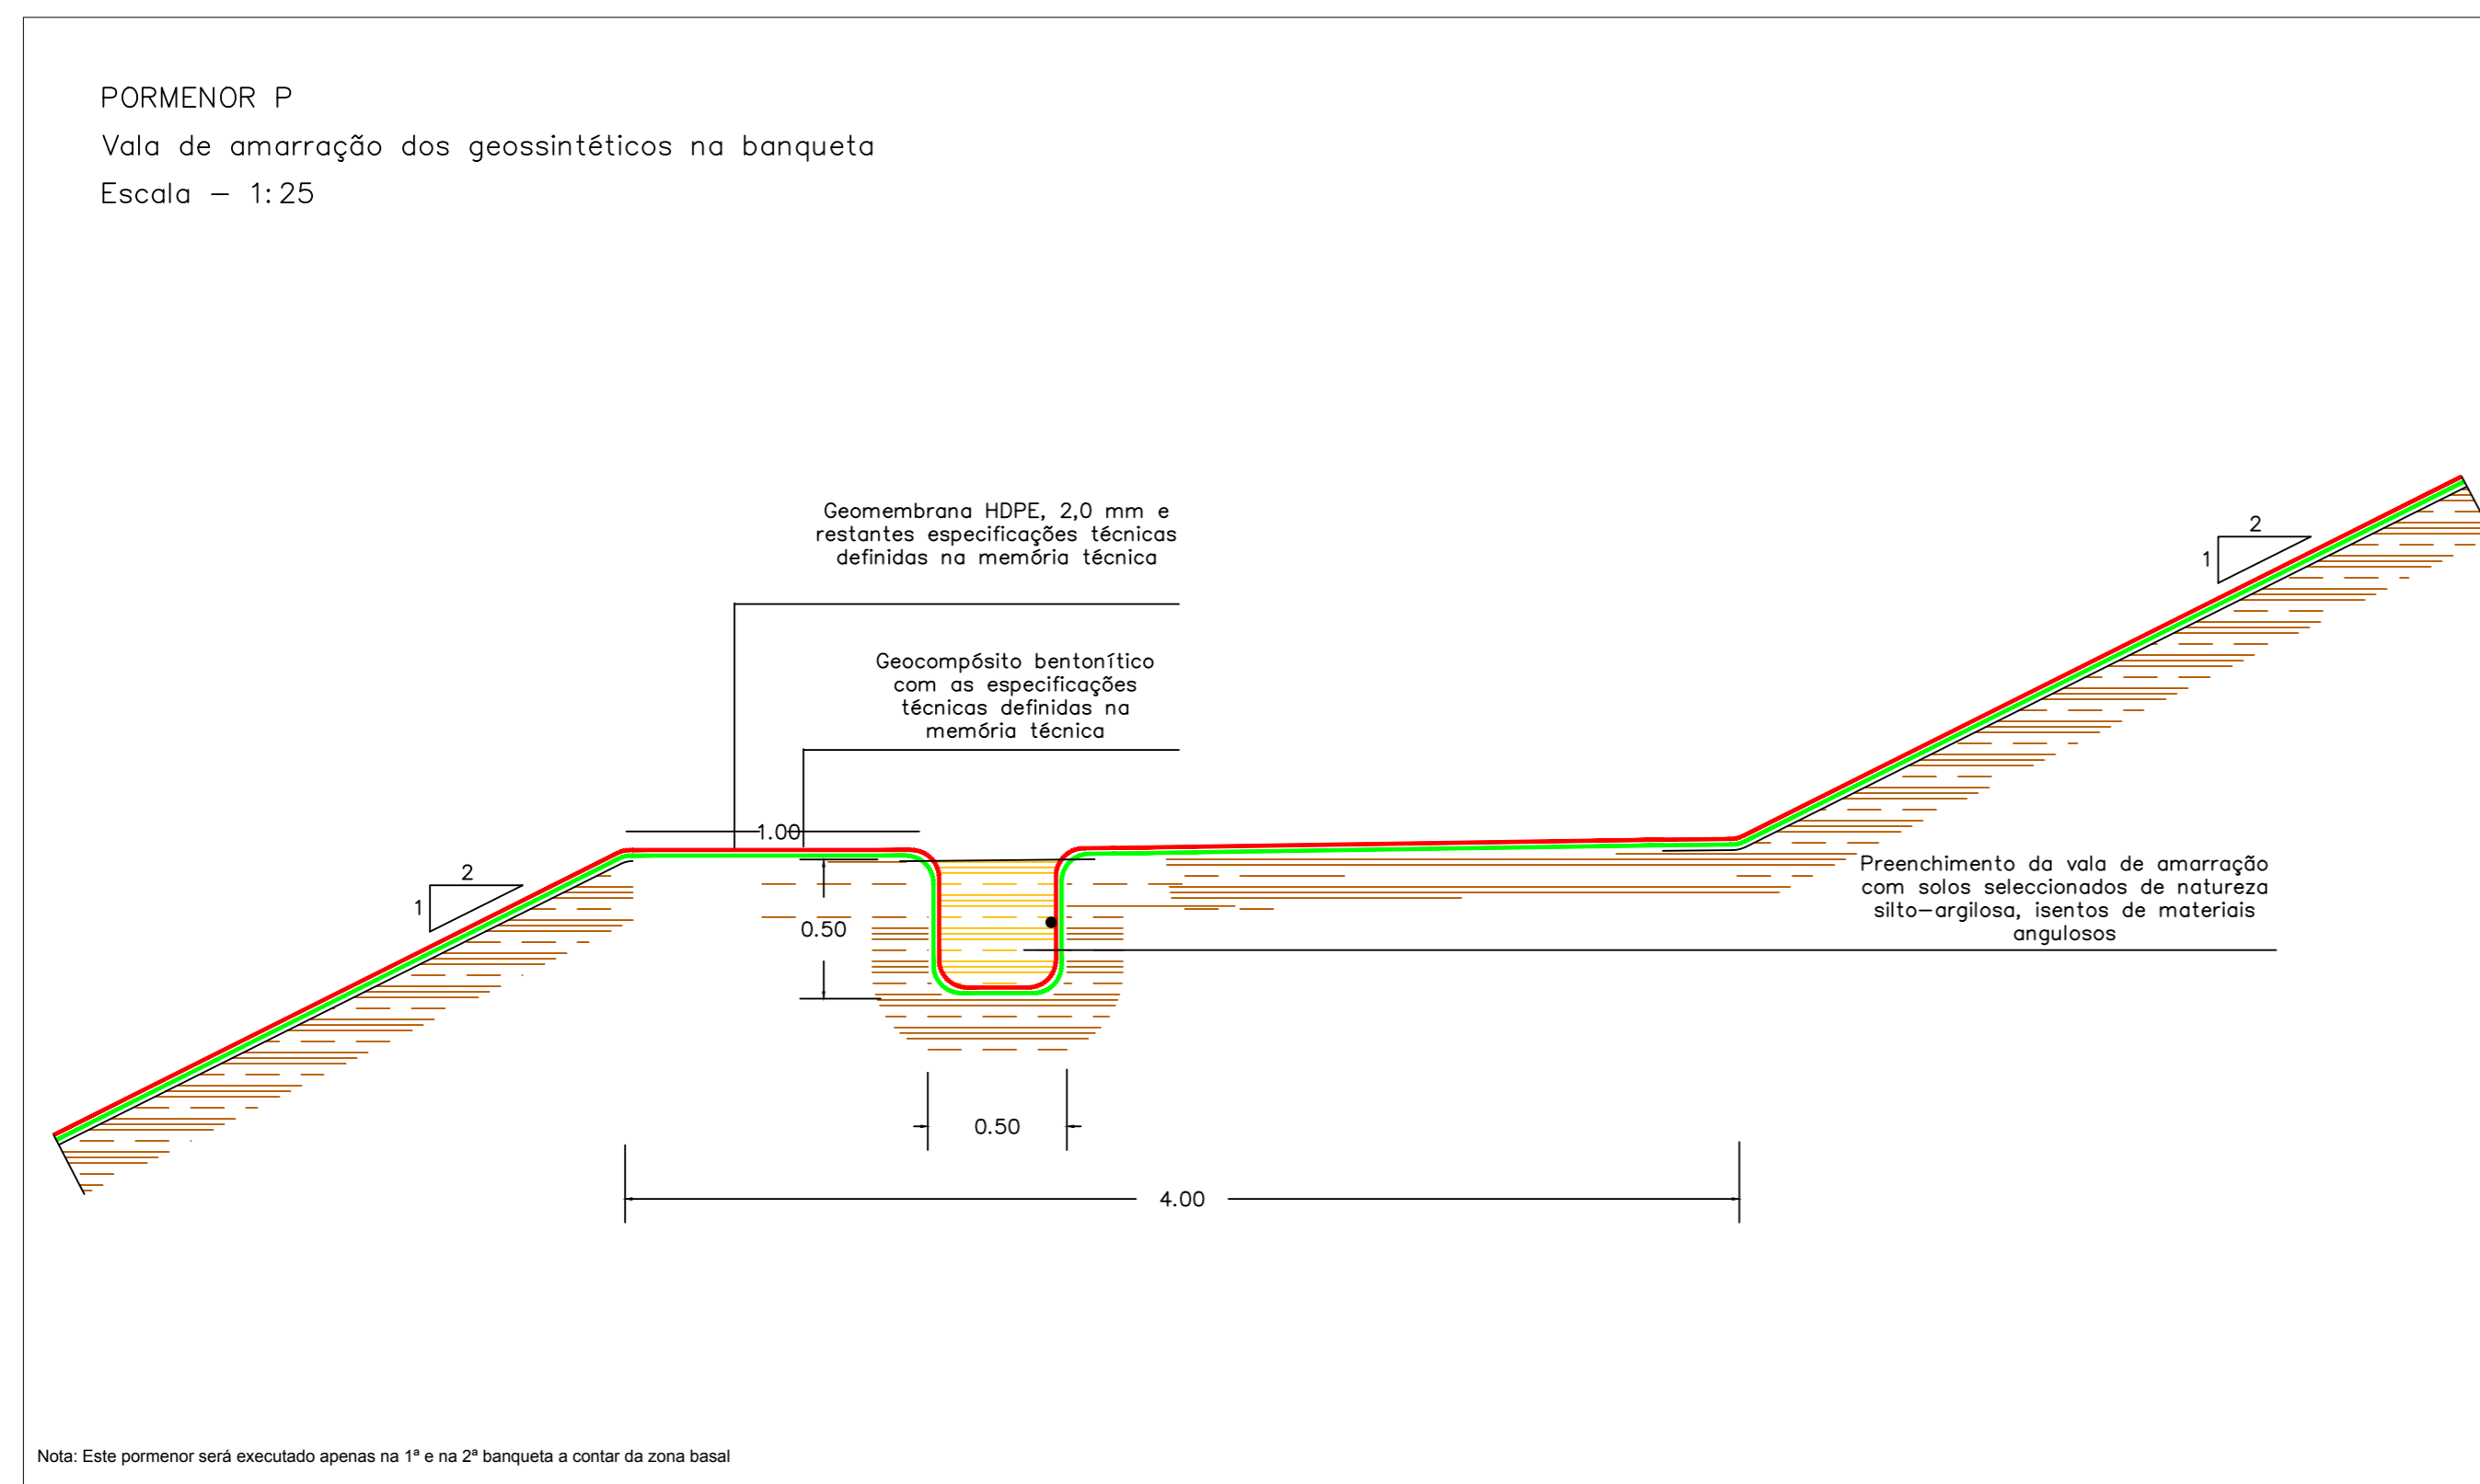 PORMENOR P
Vala de amarração dos geossintéticos na banqueta
Escala – 1:25
Geomembrana HDPE, 2,0 mm e
restantes especificações técnicas
definidas na memória técnica
2
1
Geocompósito bentonítico
com as especificações
técnicas definidas na
memória técnica
1.00
2
1
0.50
Preenchimento da vala de amarração
com solos seleccionados de natureza
silto–argilosa, isentos de materiais
angulosos
0.50
4.00
Nota: Este pormenor será executado apenas na 1ª e na 2ª banqueta a contar da zona basal